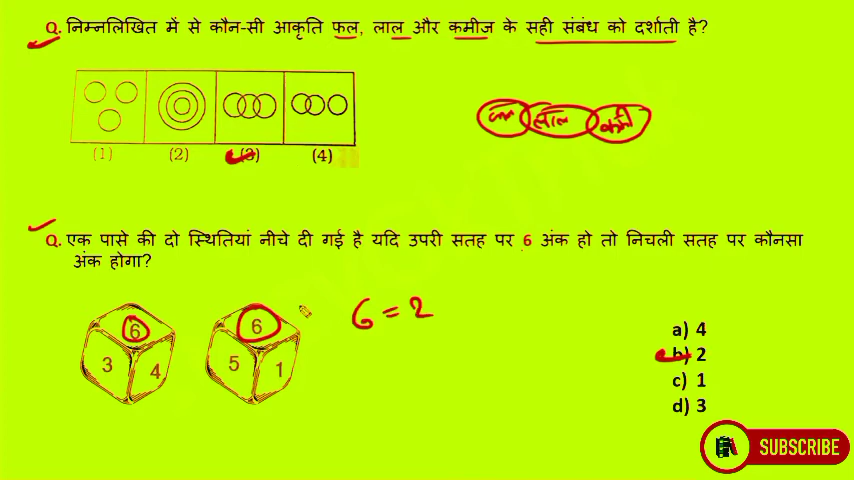 Q. निम्नलिखित में से कौन-सी आकृति फल, लाल और कमीज के सही संबंध को दर्शाती है?
(1) (2) (3) (4)
लाल
Q. एक पासे की दो स्थितियां नीचे दी गई है यदि उपरी सतह पर 6 अंक हो तो निचली सतह पर कौनसा
अंक होगा?
6 3 4
6 5 1
6 = 2
a) 4
b) 2
c) 1
d) 3
SUBSCRIBE